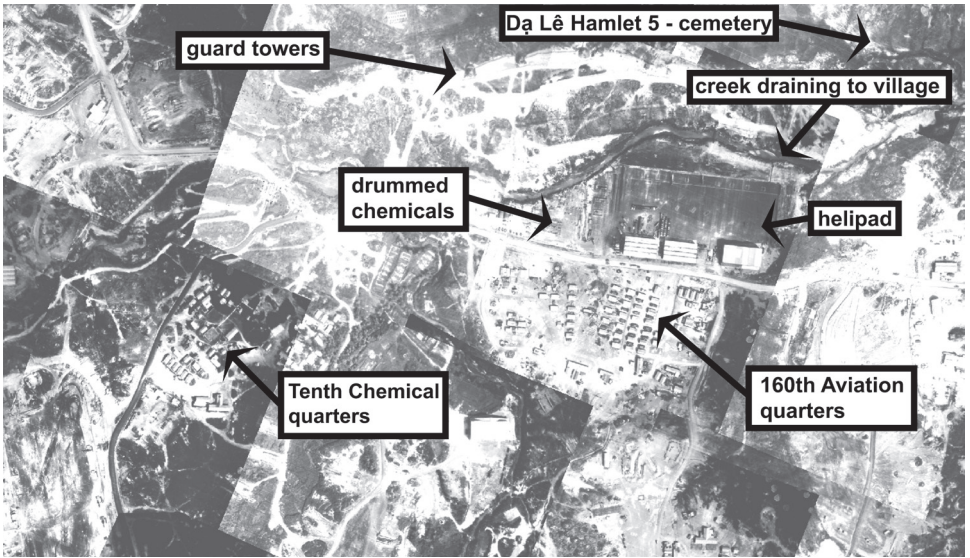 Dạ Lê Hamlet 5 - cemetery
guard towers
creek draining to village
drummed
chemicals
helipad
Tenth Chemical
quarters
160th Aviation
quarters